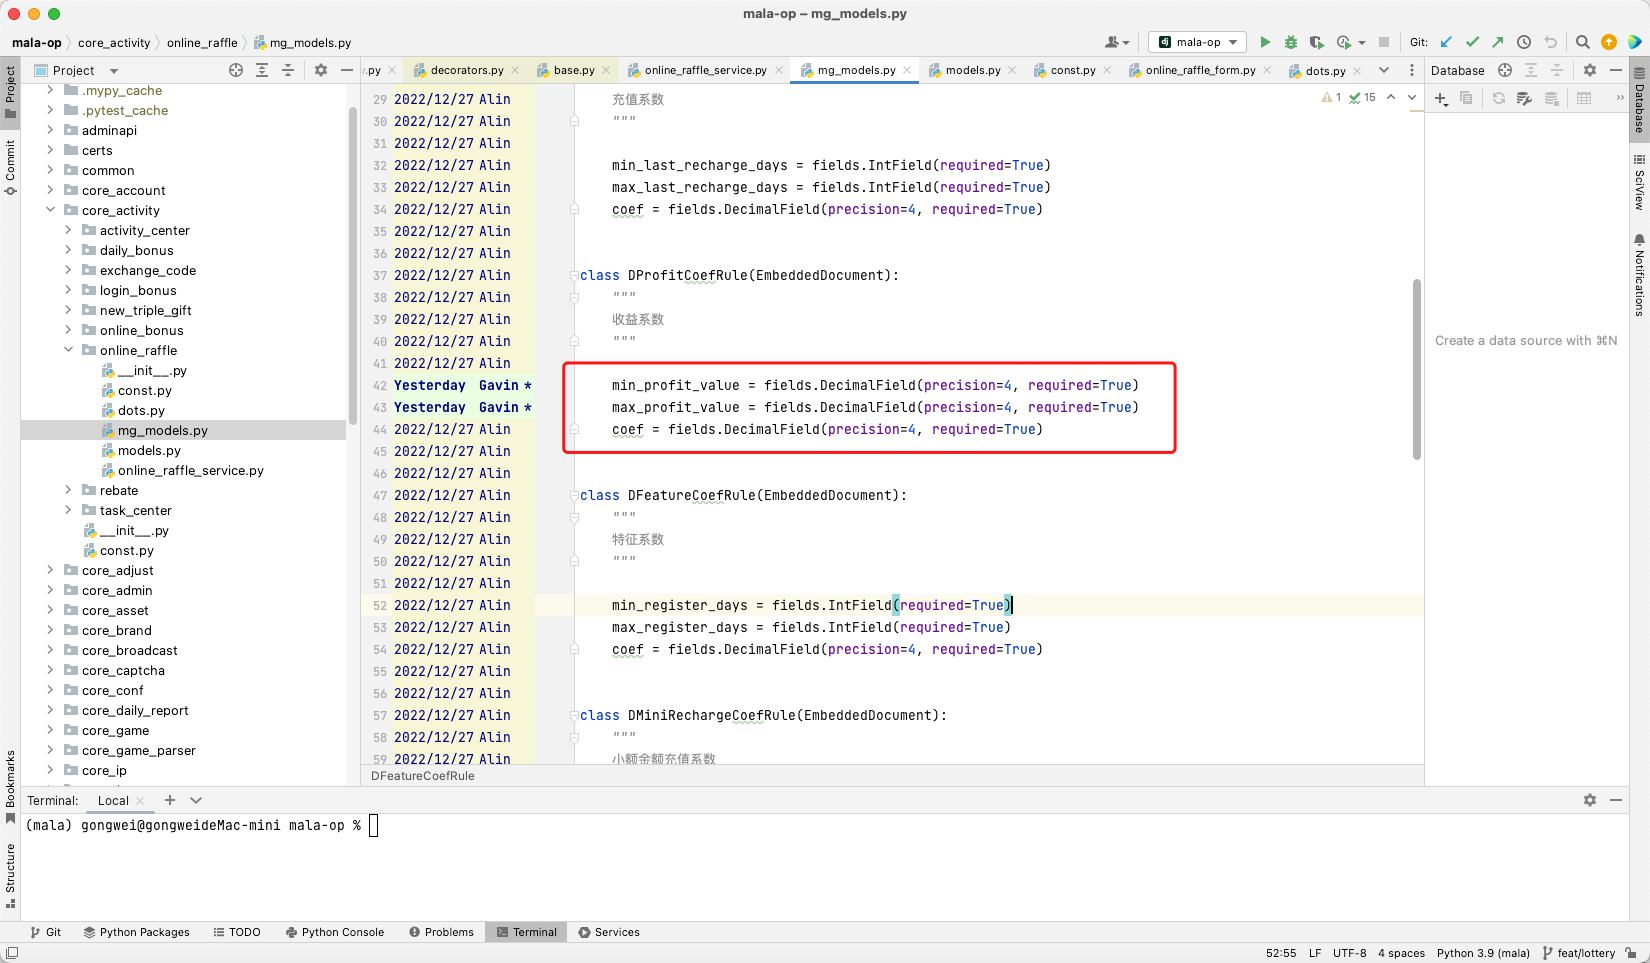 mala-op – mg_models.py
mala-op
core_activity
online_raffle
mg_models.py
mala-op
Git:
Project
.py
decorators.py
base.py
online_raffle_service.py
mg_models.py
models.py
const.py
online_raffle_form.py
dots.py
Database
Project
Commit
Bookmarks
Structure
.mypy_cache
.pytest_cache
adminapi
certs
common
core_account
core_activity
activity_center
daily_bonus
exchange_code
login_bonus
new_triple_gift
online_bonus
online_raffle
__init__.py
const.py
dots.py
mg_models.py
models.py
online_raffle_service.py
rebate
task_center
__init__.py
const.py
core_adjust
core_admin
core_asset
core_brand
core_broadcast
core_captcha
core_conf
core_daily_report
core_game
core_game_parser
core_ip
1 15
29 2022/12/27 Alin 充值系数
30 2022/12/27 Alin """
31 2022/12/27 Alin
32 2022/12/27 Alin min_last_recharge_days = fields.IntField(required=True)
33 2022/12/27 Alin max_last_recharge_days = fields.IntField(required=True)
34 2022/12/27 Alin coef = fields.DecimalField(precision=4, required=True)
35 2022/12/27 Alin
36 2022/12/27 Alin
37 2022/12/27 Alin class DProfitCoefRule(EmbeddedDocument):
38 2022/12/27 Alin """
39 2022/12/27 Alin 收益系数
40 2022/12/27 Alin """
41 2022/12/27 Alin
42 Yesterday Gavin * min_profit_value = fields.DecimalField(precision=4, required=True)
43 Yesterday Gavin * max_profit_value = fields.DecimalField(precision=4, required=True)
44 2022/12/27 Alin coef = fields.DecimalField(precision=4, required=True)
45 2022/12/27 Alin
46 2022/12/27 Alin
47 2022/12/27 Alin class DFeatureCoefRule(EmbeddedDocument):
48 2022/12/27 Alin """
49 2022/12/27 Alin 特征系数
50 2022/12/27 Alin """
51 2022/12/27 Alin
52 2022/12/27 Alin min_register_days = fields.IntField(required=True)
53 2022/12/27 Alin max_register_days = fields.IntField(required=True)
54 2022/12/27 Alin coef = fields.DecimalField(precision=4, required=True)
55 2022/12/27 Alin
56 2022/12/27 Alin
57 2022/12/27 Alin class DMiniRechargeCoefRule(EmbeddedDocument):
58 2022/12/27 Alin """
59 2022/12/27 Alin 小额金额充值系数
DFeatureCoefRule
Create a data source with ⌘N
Database
SciView
Notifications
Terminal:
Local
(mala) gongwei@gongweideMac-mini mala-op %
Git
Python Packages
TODO
Python Console
Problems
Terminal
Services
52:55
LF
UTF-8
4 spaces
Python 3.9 (mala)
feat/lottery